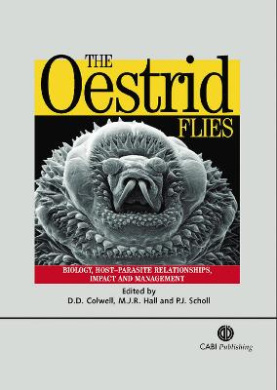 THE
Oestrid
FLIES
BIOLOGY, HOST–PARASITE RELATIONSHIPS,
IMPACT AND MANAGEMENT
Edited by
D.D. Colwell, M.J.R. Hall and P.J. Scholl
CABI Publishing